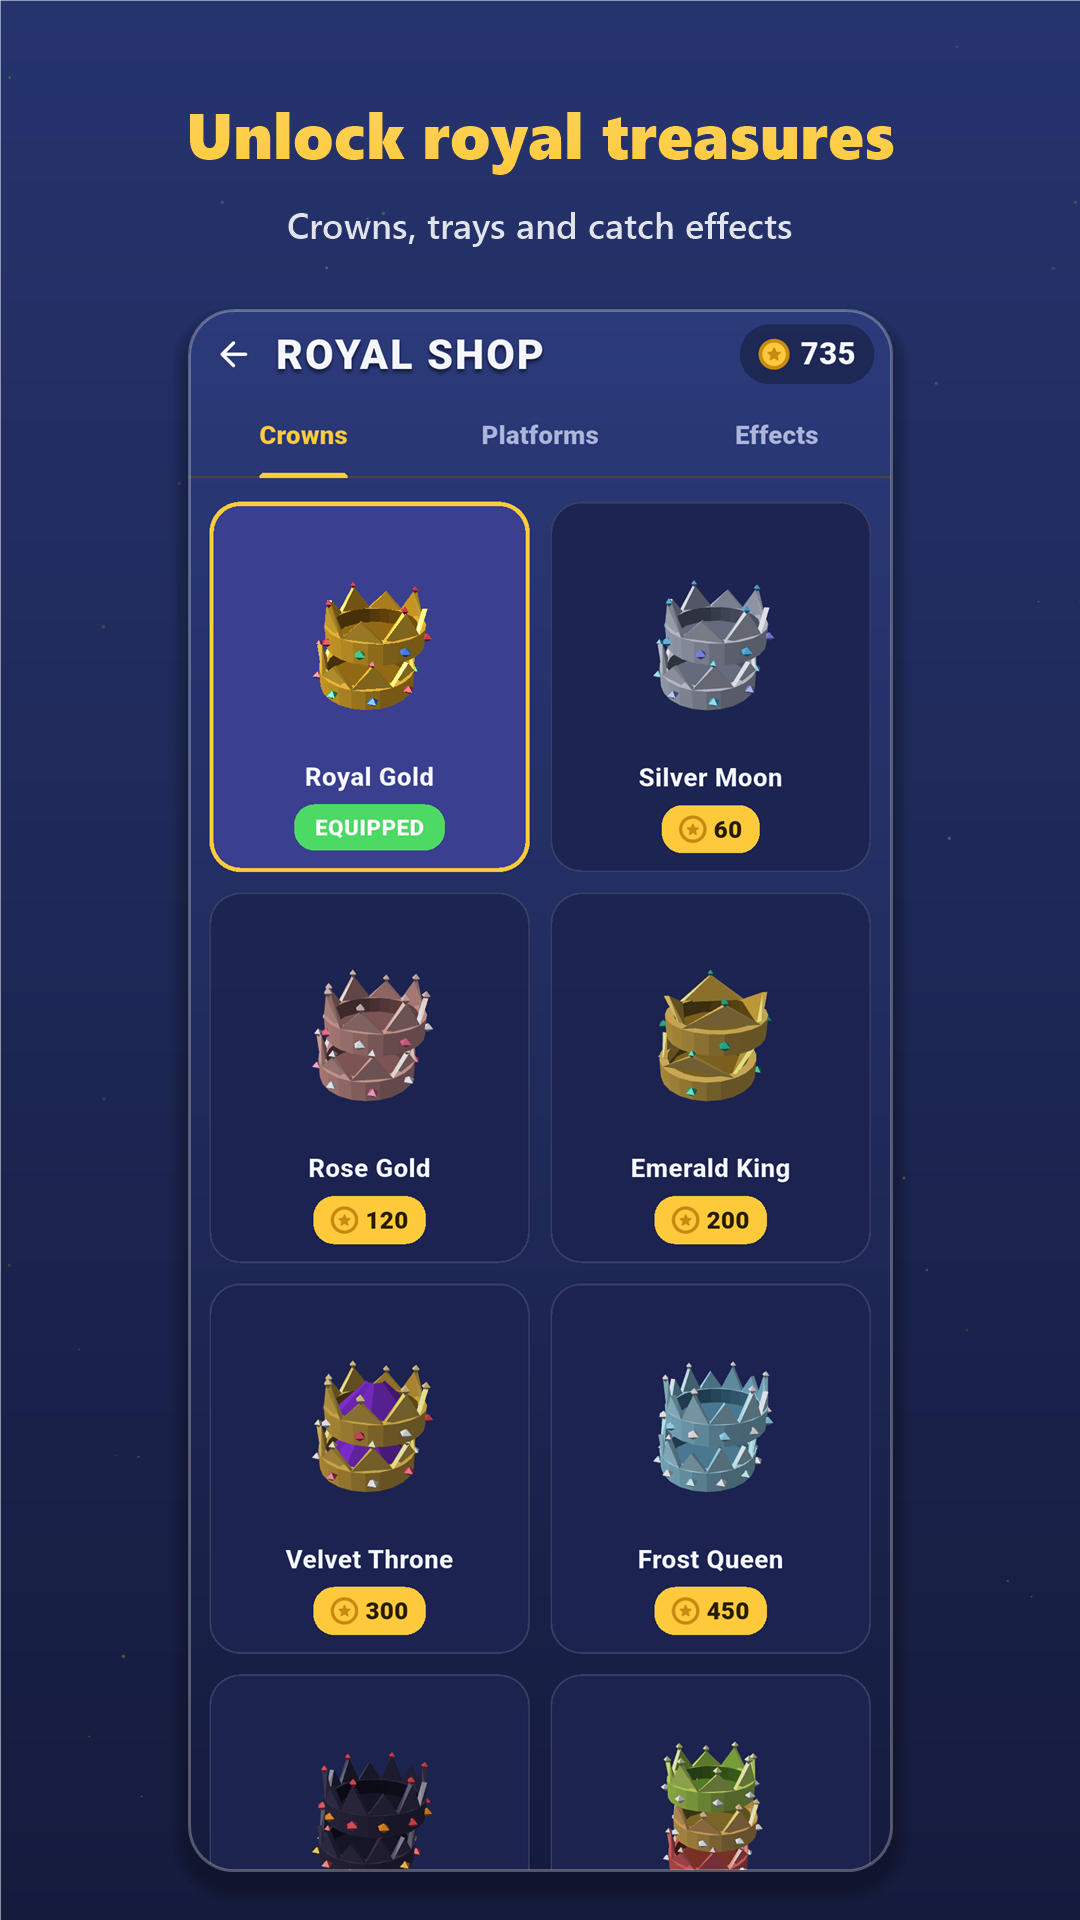 Unlock royal treasures
Crowns, trays and catch effects
ROYAL SHOP
735
Crowns
Platforms
Effects
Royal Gold
EQUIPPED
Silver Moon
60
Rose Gold
120
Emerald King
200
Velvet Throne
300
Frost Queen
450